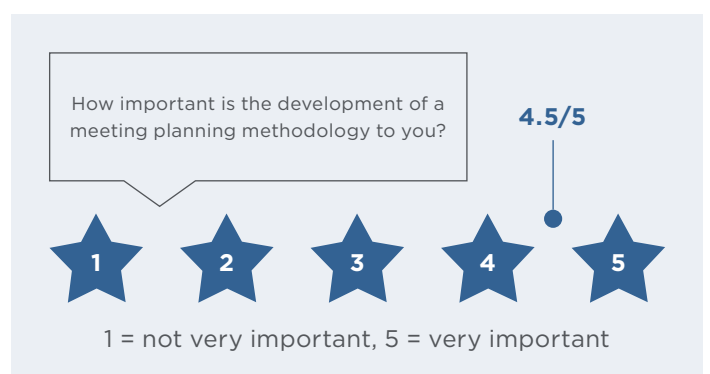 How important is the development of a
meeting planning methodology to you?
4.5/5
1
2
3
4
5
1 = not very important, 5 = very important